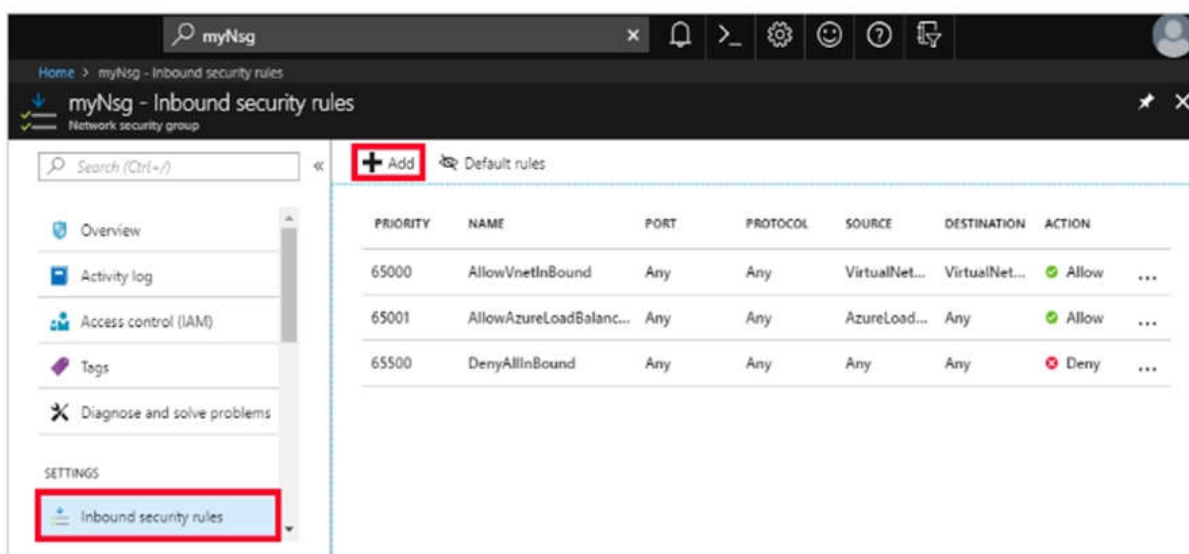 myNsg
Home > myNsg - Inbound security rules
myNsg - Inbound security rules
Network security group
Search (Ctrl+/)
Add Default rules
Overview
Activity log
Access control (IAM)
Tags
Diagnose and solve problems
SETTINGS
Inbound security rules
PRIORITY NAME PORT PROTOCOL SOURCE DESTINATION ACTION
65000 AllowVnetInBound Any Any VirtualNet... VirtualNet... Allow ...
65001 AllowAzureLoadBalanc... Any Any AzureLoad... Any Allow ...
65500 DenyAllInBound Any Any Any Any Deny ...